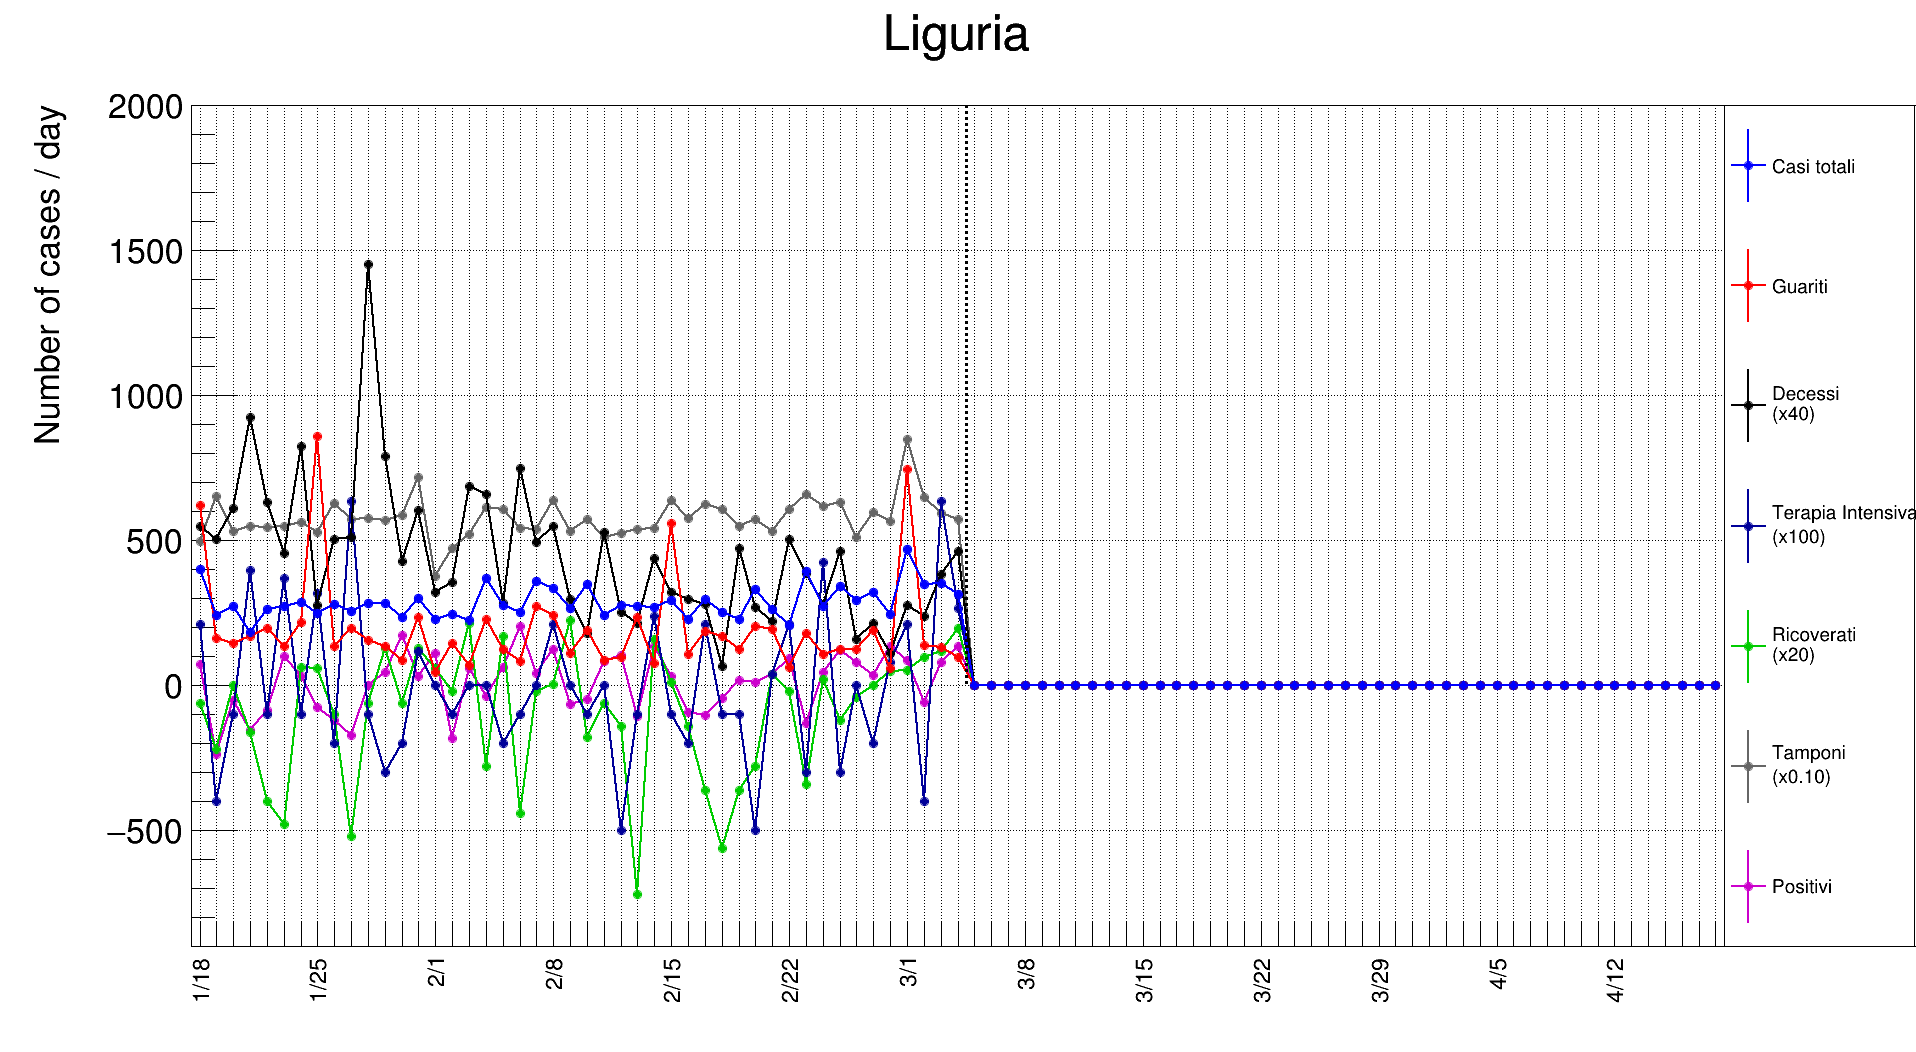 Liguria
Number of cases / day
2000
1500
1000
500
0
−500
1/18
1/25
2/1
2/8
2/15
2/22
3/1
3/8
3/15
3/22
3/29
4/5
4/12
Casi totali
Guariti
Decessi
(x40)
Terapia Intensiva
(x100)
Ricoverati
(x20)
Tamponi
(x0.10)
Positivi